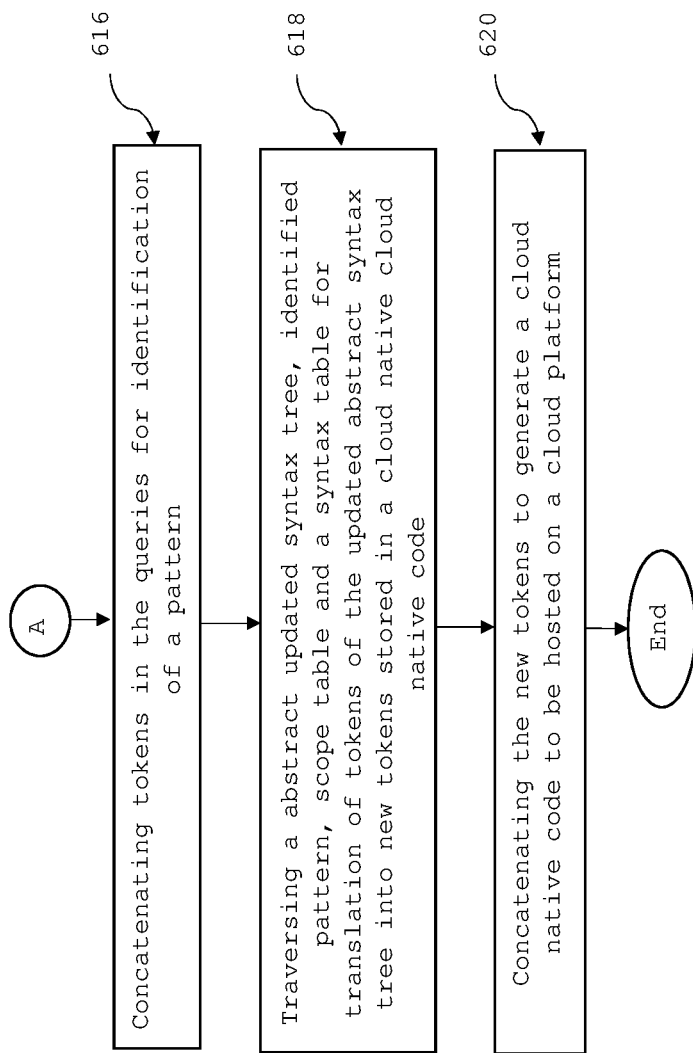 A
Concatenating tokens in the queries for identification
of a pattern
616
Traversing a abstract updated syntax tree, identified
pattern, scope table and a syntax table for
translation of tokens of the updated abstract syntax
tree into new tokens stored in a cloud native cloud
native code
618
Concatenating the new tokens to generate a cloud
native code to be hosted on a cloud platform
620
End